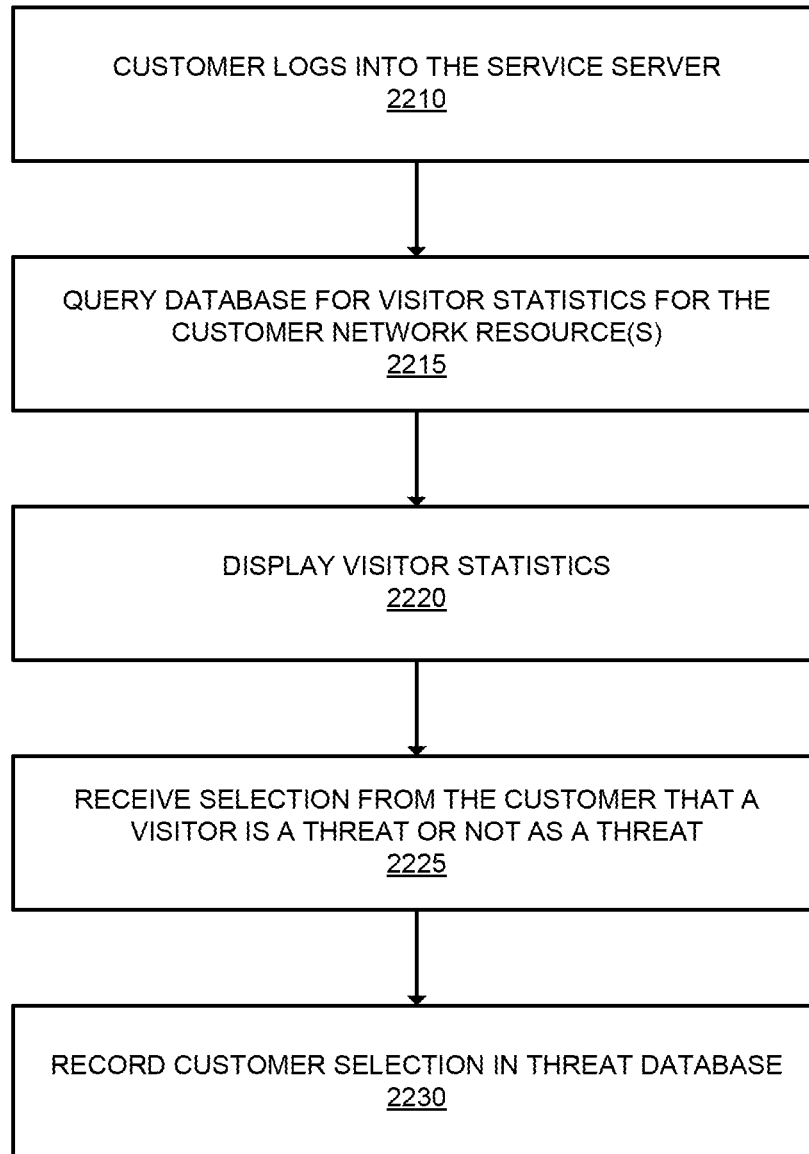 CUSTOMER LOGS INTO THE SERVICE SERVER
2210
QUERY DATABASE FOR VISITOR STATISTICS FOR THE
CUSTOMER NETWORK RESOURCE(S)
2215
DISPLAY VISITOR STATISTICS
2220
RECEIVE SELECTION FROM THE CUSTOMER THAT A
VISITOR IS A THREAT OR NOT AS A THREAT
2225
RECORD CUSTOMER SELECTION IN THREAT DATABASE
2230